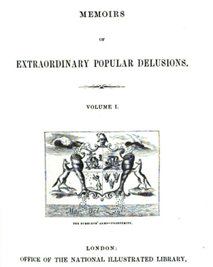 MEMOIRS
OF
EXTRAORDINARY POPULAR DELUSIONS.
VOLUME I.
LONDON:
OFFICE OF THE NATIONAL ILLUSTRATED LIBRARY,